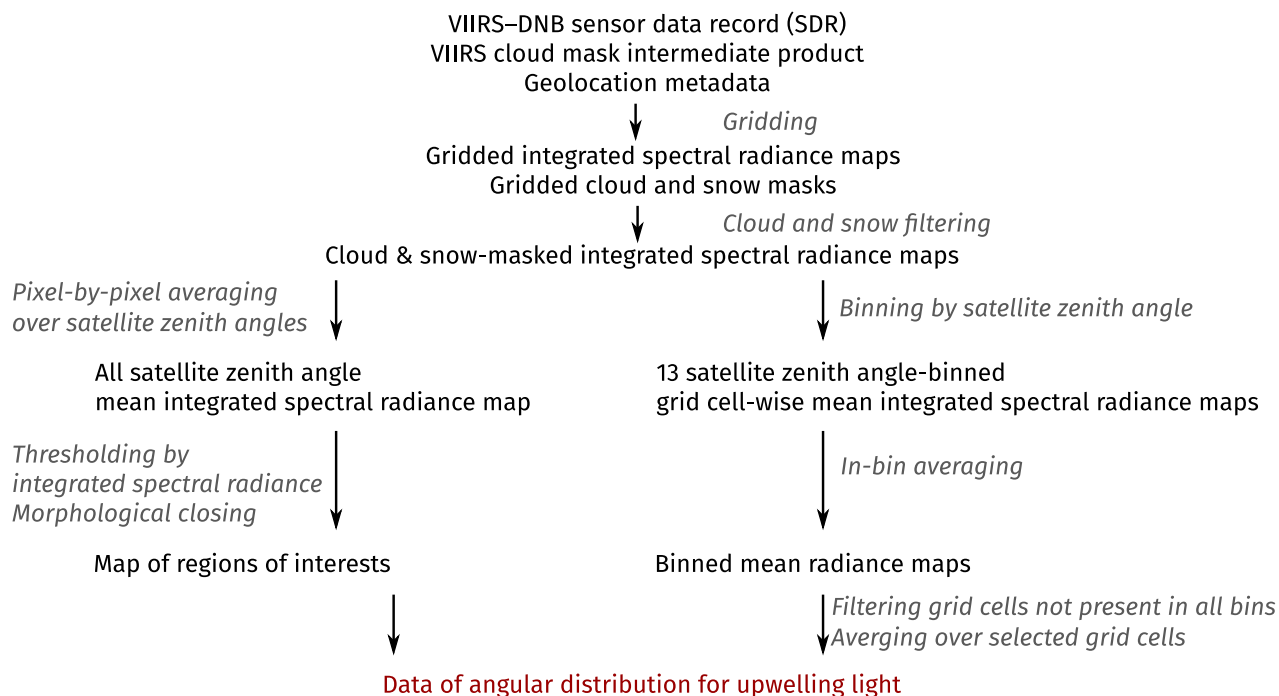 VIIRS–DNB sensor data record (SDR)
VIIRS cloud mask intermediate product
Geolocation metadata
Gridding
Gridded integrated spectral radiance maps
Gridded cloud and snow masks
Cloud and snow filtering
Cloud & snow-masked integrated spectral radiance maps
Pixel-by-pixel averaging
over satellite zenith angles
Binning by satellite zenith angle
All satellite zenith angle
mean integrated spectral radiance map
13 satellite zenith angle-binned
grid cell-wise mean integrated spectral radiance maps
Thresholding by
integrated spectral radiance
Morphological closing
In-bin averaging
Map of regions of interests
Binned mean radiance maps
Filtering grid cells not present in all bins
Averging over selected grid cells
Data of angular distribution for upwelling light